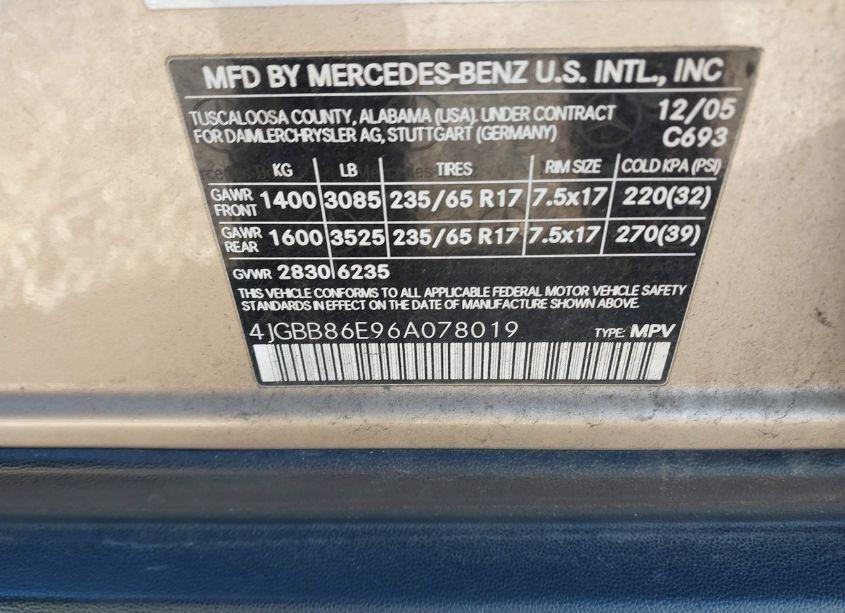 MFD BY MERCEDES-BENZ U.S. INTL., INC
TUSCALOOSA COUNTY, ALABAMA (USA). UNDER CONTRACT 12/05
FOR DAIMLERCHRYSLER AG, STUTTGART (GERMANY) C693
KG LB TIRES RIM SIZE COLD KPA (PSI)
GAWR FRONT 1400 3085 235/65 R17 7.5x17 220(32)
GAWR REAR 1600 3525 235/65 R17 7.5x17 270(39)
GVWR 2830 6235
THIS VEHICLE CONFORMS TO ALL APPLICABLE FEDERAL MOTOR VEHICLE SAFETY
STANDARDS IN EFFECT ON THE DATE OF MANUFACTURE SHOWN ABOVE.
4JGBB86E96A078019 TYPE: MPV